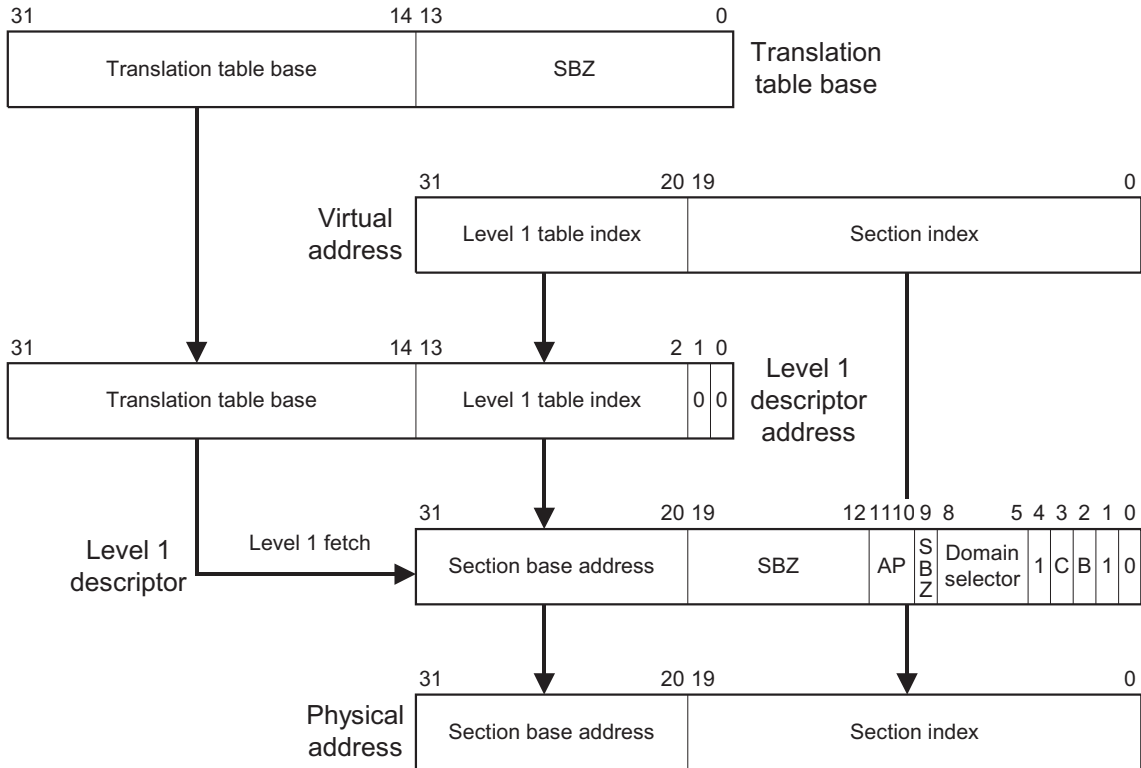 31 14 13 0
Translation table base SBZ
Translation
table base
31 20 19 0
Virtual
address
Level 1 table index Section index
31 14 13 2 1 0
Translation table base Level 1 table index 0 0
Level 1
descriptor
address
31 20 19 12 11 10 9 8 5 4 3 2 1 0
Level 1
descriptor
Level 1 fetch
Section base address SBZ AP SBZ Domain selector 1 C B 1 0
31 20 19 0
Physical
address
Section base address Section index